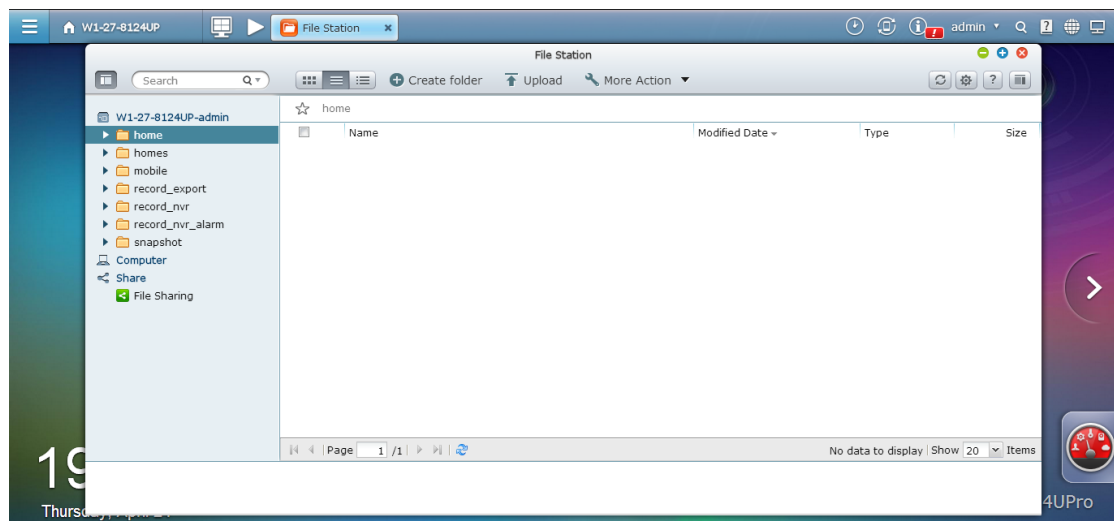 W1-27-8124UP File Station admin
File Station
Search Create folder Upload More Action
home
W1-27-8124UP-admin
Name Modified Date Type Size
home
homes
mobile
record_export
record_nvr
record_nvr_alarm
snapshot
Computer
Share
File Sharing
Page 1 /1 No data to display Show 20 Items
19
4UPro